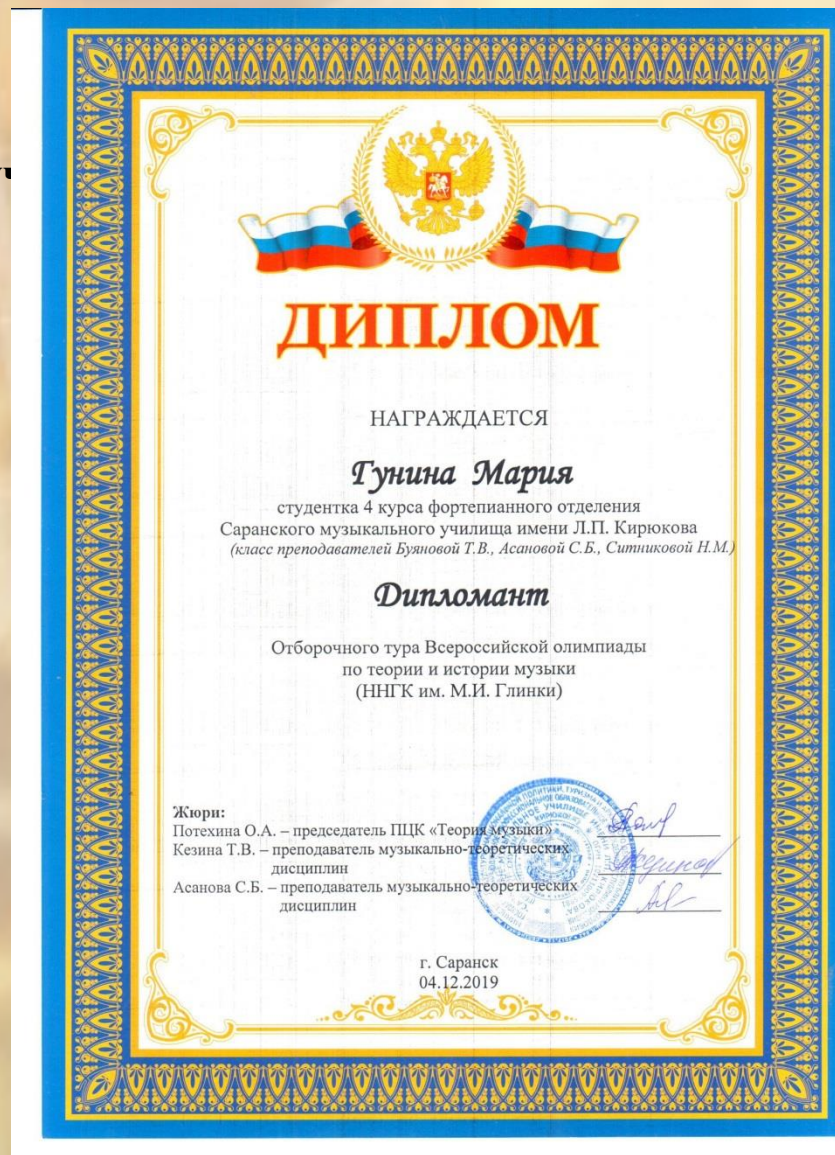 ДИПЛОМ
НАГРАЖДАЕТСЯ
Гунина Мария
студентка 4 курса фортепианного отделения
Саранского музыкального училища имени Л.П. Кирюкова
(класс преподавателей Буяновой Т.В., Асановой С.Б., Ситниковой Н.М.)
Дипломант
Отборочного тура Всероссийской олимпиады
по теории и истории музыки
(ННГК им. М.И. Глинки)
Жюри:
Потехина О.А. – председатель ПЦК «Теория музыки»
Кезина Т.В. – преподаватель музыкально-теоретических
дисциплин
Асанова С.Б. – преподаватель музыкально-теоретических
дисциплин
г. Саранск
04.12.2019